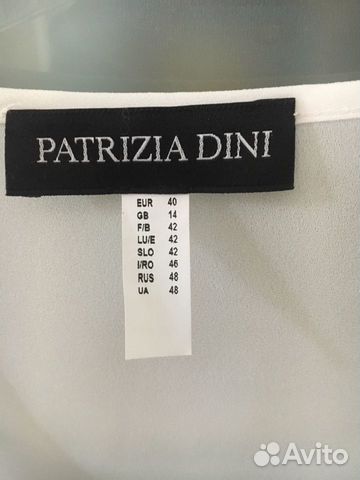 PATRIZIA DINI
EUR 40
GB 14
F/B 42
LU/E 42
SLO 42
I/RO 46
RUS 48
UA 48
Avito